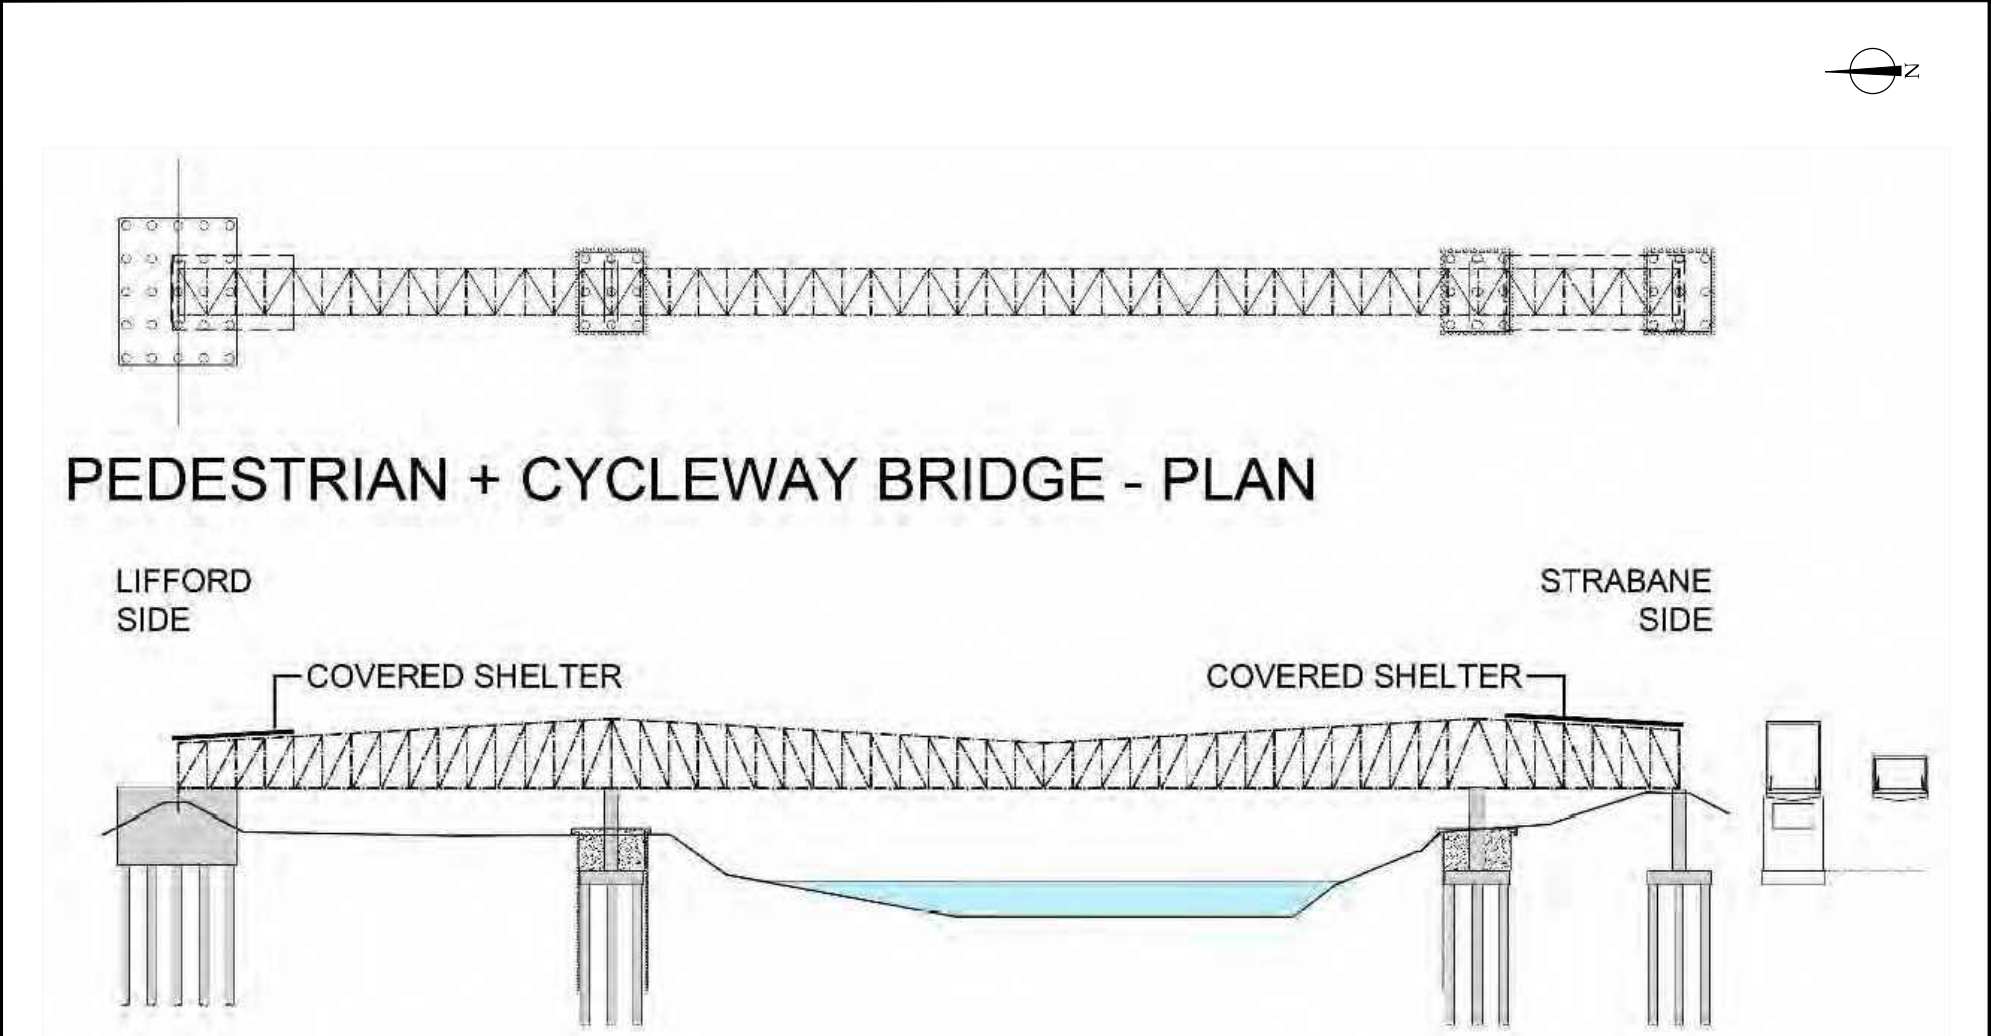 N
PEDESTRIAN + CYCLEWAY BRIDGE - PLAN
LIFFORD
SIDE
STRABANE
SIDE
COVERED SHELTER
COVERED SHELTER